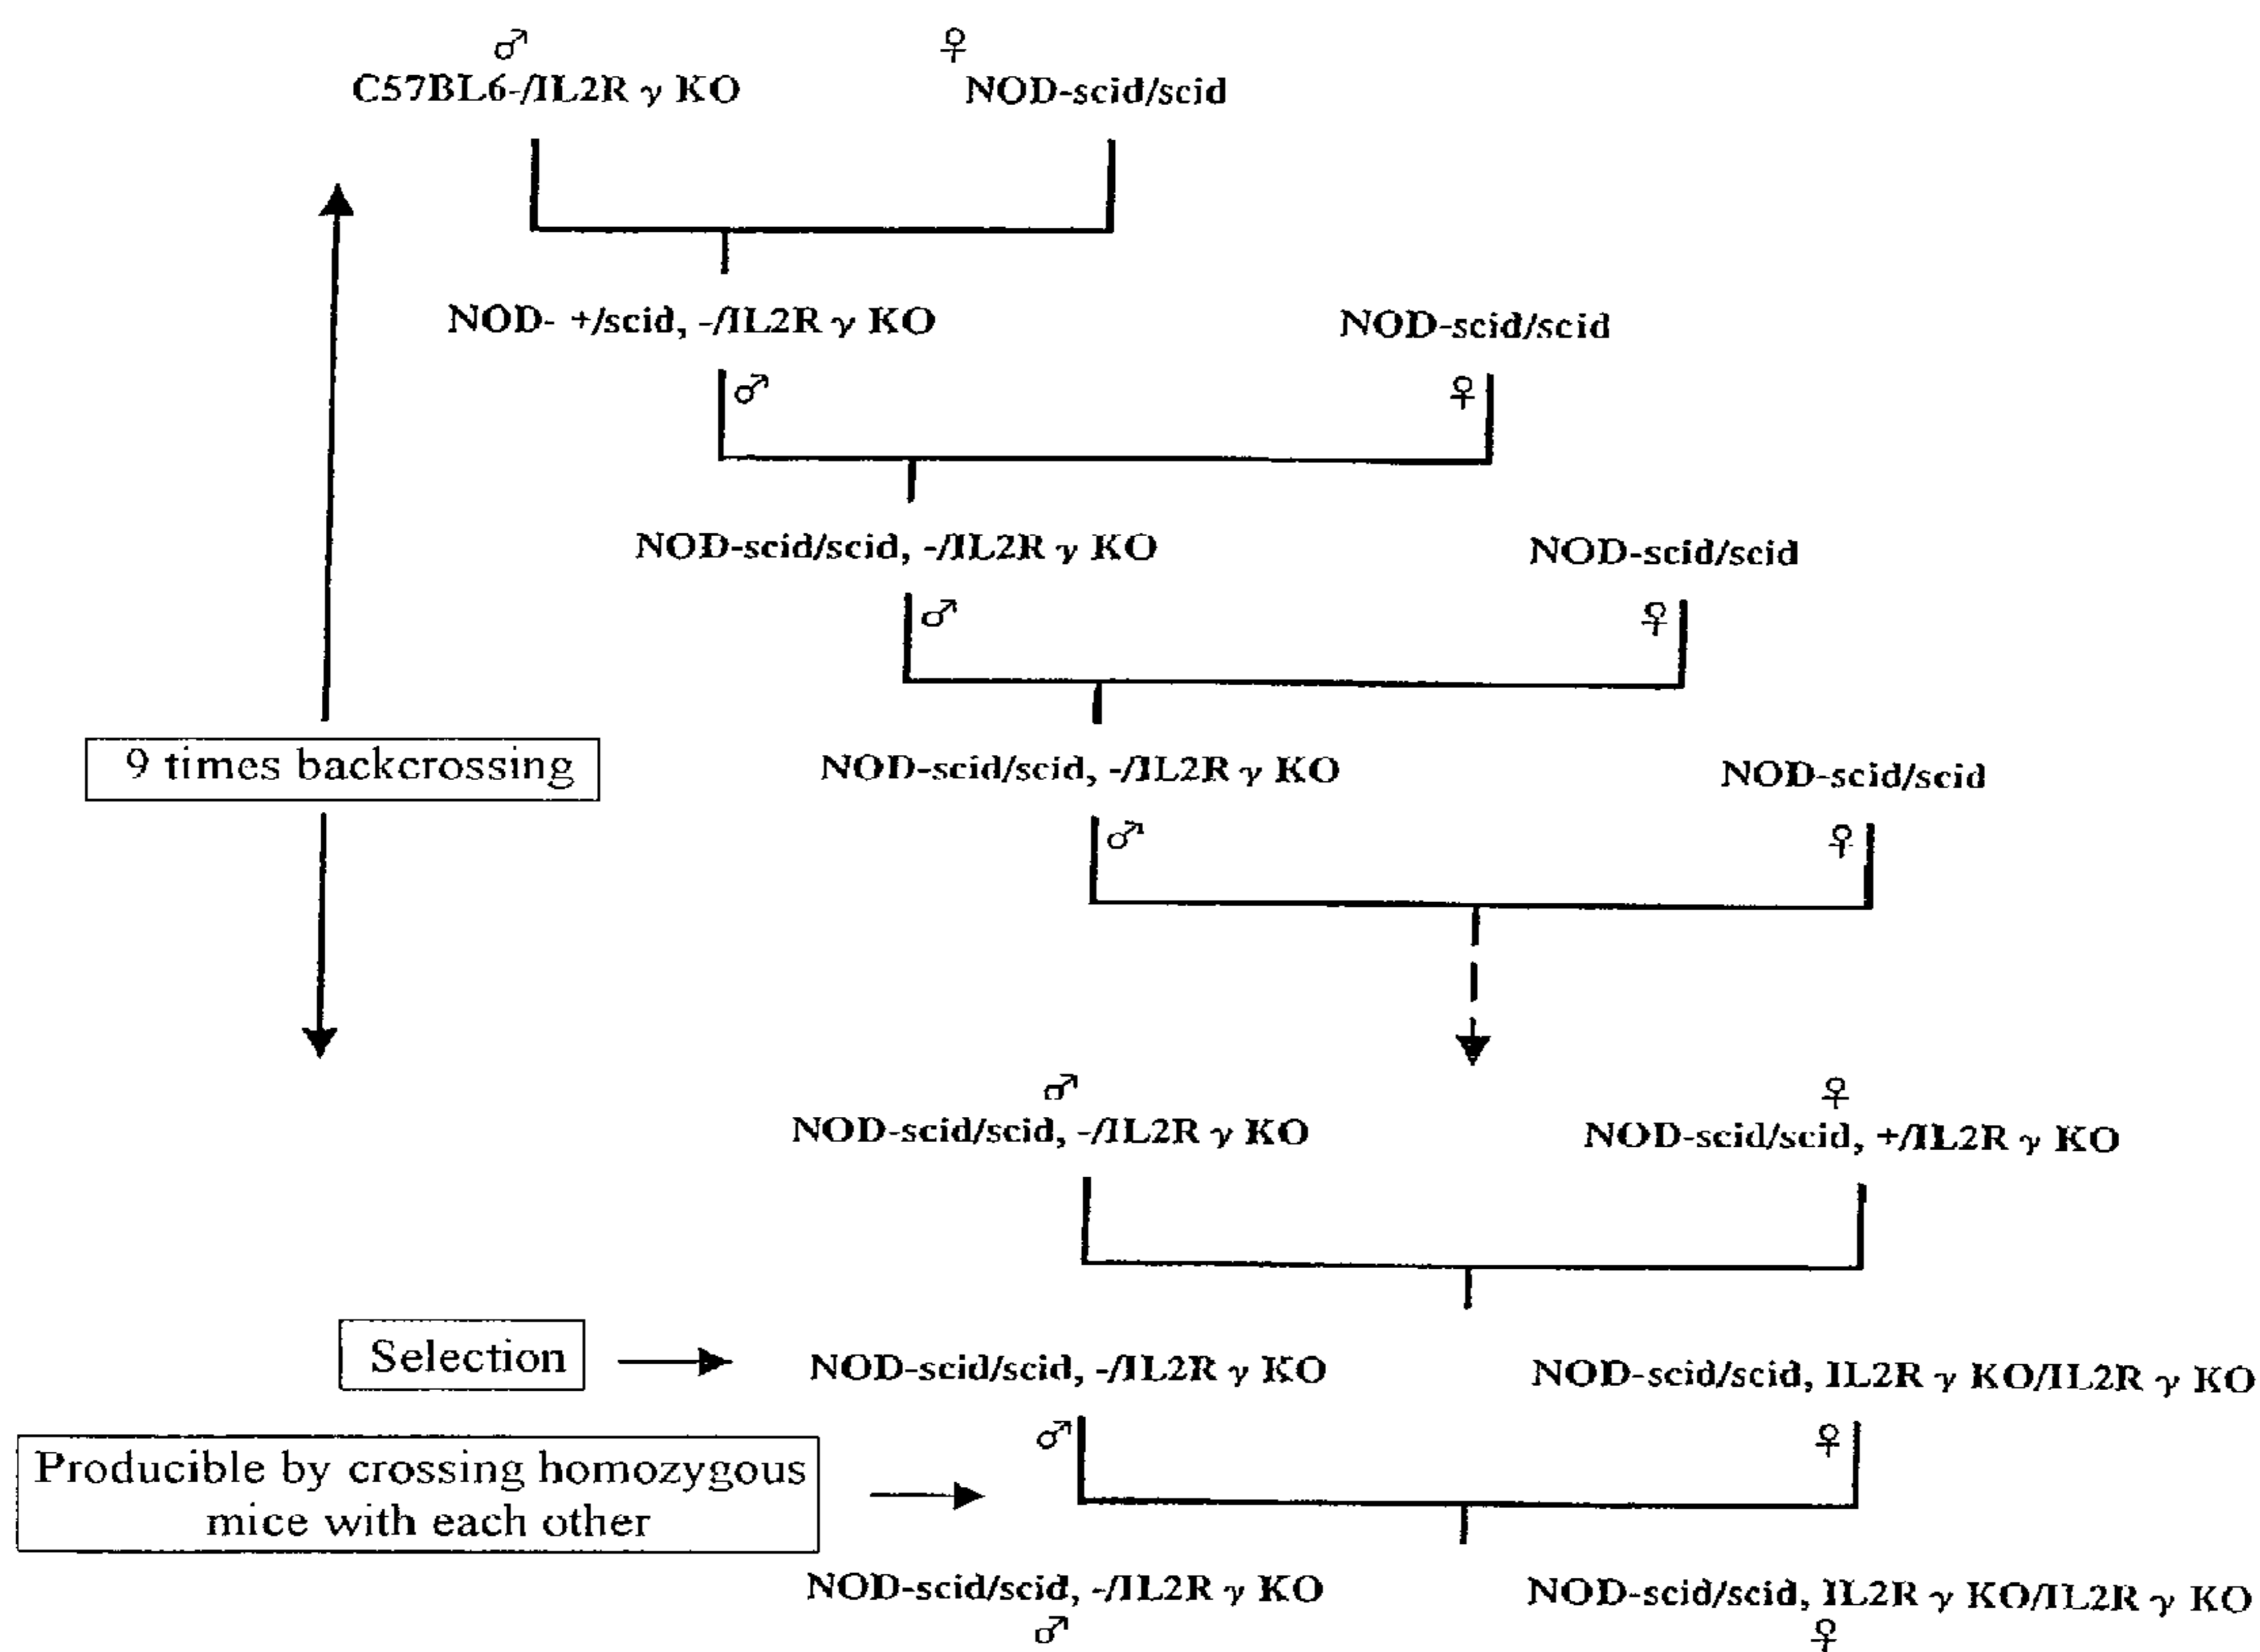 ♂ ♀
C57BL6-/IL2R γ KO NOD-scid/scid
NOD- +/scid, -/IL2R γ KO NOD-scid/scid
♂ ♀
NOD-scid/scid, -/IL2R γ KO NOD-scid/scid
♂ ♀
9 times backcrossing NOD-scid/scid, -/IL2R γ KO NOD-scid/scid
♂ ♀
♂ ♀
NOD-scid/scid, -/IL2R γ KO NOD-scid/scid, +/IL2R γ KO
Selection NOD-scid/scid, -/IL2R γ KO NOD-scid/scid, IL2R γ KO/IL2R γ KO
♂ ♀
Producible by crossing homozygous
mice with each other
NOD-scid/scid, -/IL2R γ KO NOD-scid/scid, IL2R γ KO/IL2R γ KO
♂ ♀